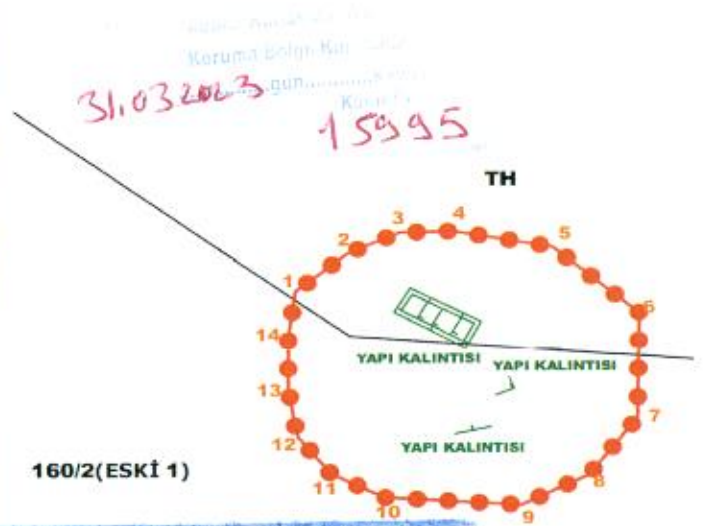 Koruma Bölge
gün
31.03.2023
15995
TH
1
2
3
4
5
6
7
8
9
10
11
12
13
14
YAPI KALINTISI
YAPI KALINTISI
YAPI KALINTISI
160/2(ESKİ 1)